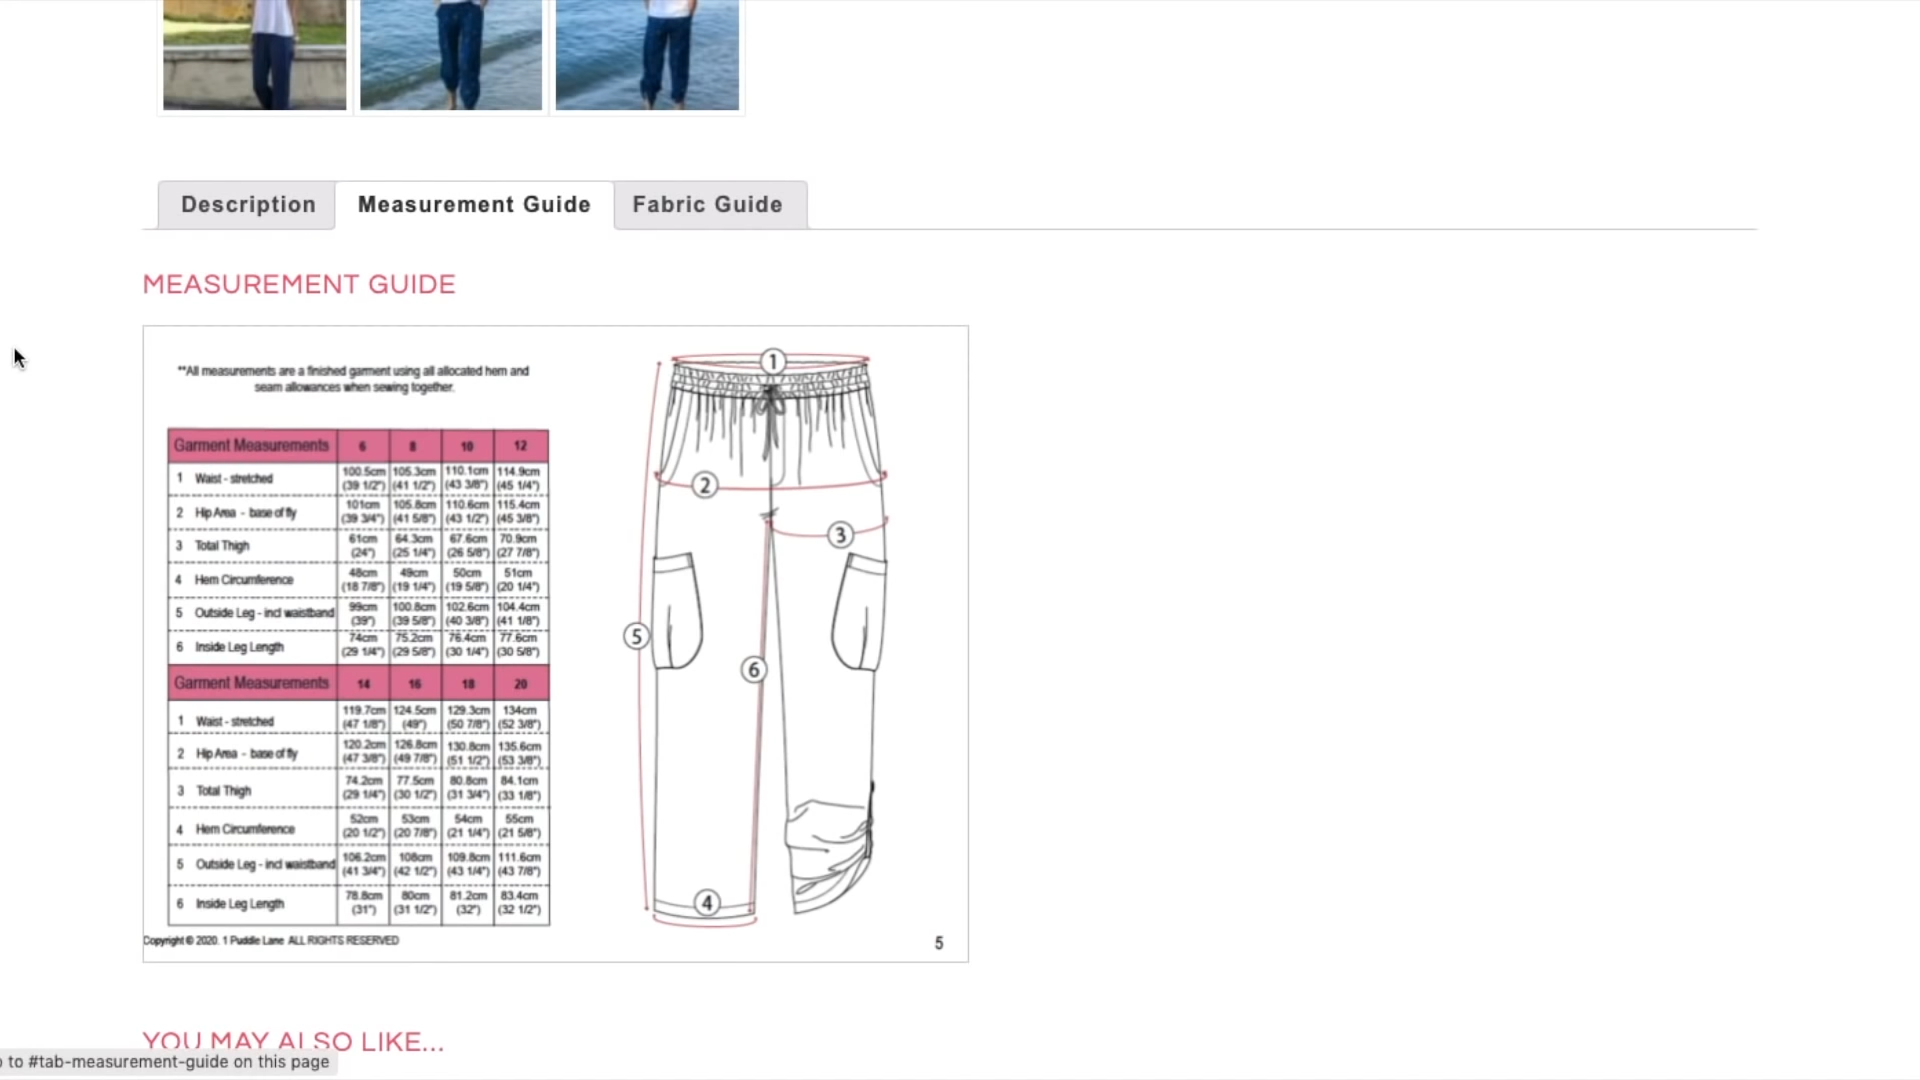 Description Measurement Guide Fabric Guide
MEASUREMENT GUIDE
**All measurements are a finished garment using all allocated hem and
seam allowances when sewing together.
Garment Measurements 6 8 10 12
1 Waist - stretched 100.5cm (39 1/2") 105.3cm (41 1/2") 110.1cm (43 3/8") 114.9cm (45 1/4")
2 Hip Area - base of fly 101cm (39 3/4") 105.8cm (41 5/8") 110.6cm (43 1/2") 115.4cm (45 3/8")
3 Total Thigh 61cm (24") 64.3cm (25 1/4") 67.6cm (26 5/8") 70.9cm (27 7/8")
4 Hem Circumference 48cm (18 7/8") 49cm (19 1/4") 50cm (19 5/8") 51cm (20 1/4")
5 Outside Leg - incl waistband 99cm (39") 100.8cm (39 5/8") 102.6cm (40 3/8") 104.4cm (41 1/8")
6 Inside Leg Length 74cm (29 1/4") 75.2cm (29 5/8") 76.4cm (30 1/4") 77.6cm (30 5/8")
Garment Measurements 14 16 18 20
1 Waist - stretched 119.7cm (47 1/8") 124.5cm (49") 129.3cm (50 7/8") 134cm (52 3/8")
2 Hip Area - base of fly 120.2cm (47 3/8") 126.8cm (49 7/8") 130.8cm (51 1/2") 135.6cm (53 3/8")
3 Total Thigh 74.2cm (29 1/4") 77.5cm (30 1/2") 80.8cm (31 3/4") 84.1cm (33 1/8")
4 Hem Circumference 52cm (20 1/2") 53cm (20 7/8") 54cm (21 1/4") 55cm (21 5/8")
5 Outside Leg - incl waistband 106.2cm (41 3/4") 108cm (42 1/2") 109.8cm (43 1/4") 111.6cm (43 7/8")
6 Inside Leg Length 78.8cm (31") 80cm (31 1/2") 81.2cm (32") 83.4cm (32 1/2")
Copyright © 2020. 1 Puddle Lane ALL RIGHTS RESERVED
1
2
3
5
6
4
5
YOU MAY ALSO LIKE...
to #tab-measurement-guide on this page